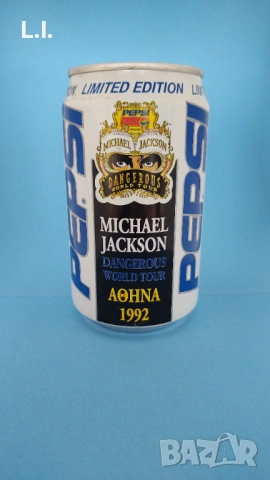 L.I.
LIMITED EDITION
PEPSI
PEPSI
PEPSI
MICHAEL JACKSON
DANGEROUS
WORLD TOUR
MICHAEL
JACKSON
DANGEROUS
WORLD TOUR
ΑΘΗΝΑ
1992
BAZAR